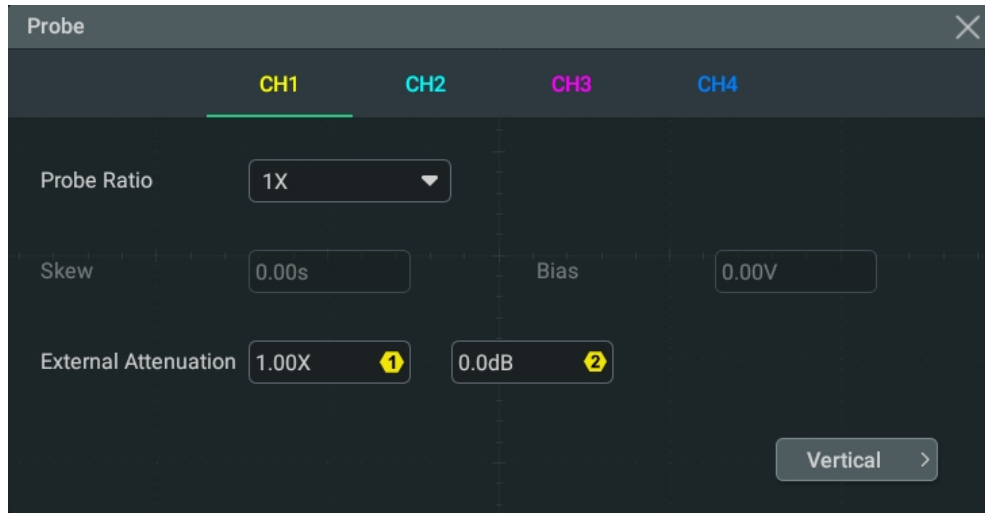 Probe
CH1 CH2 CH3 CH4
Probe Ratio 1X
Skew 0.00s Bias 0.00V
External Attenuation 1.00X 1 0.0dB 2
Vertical >